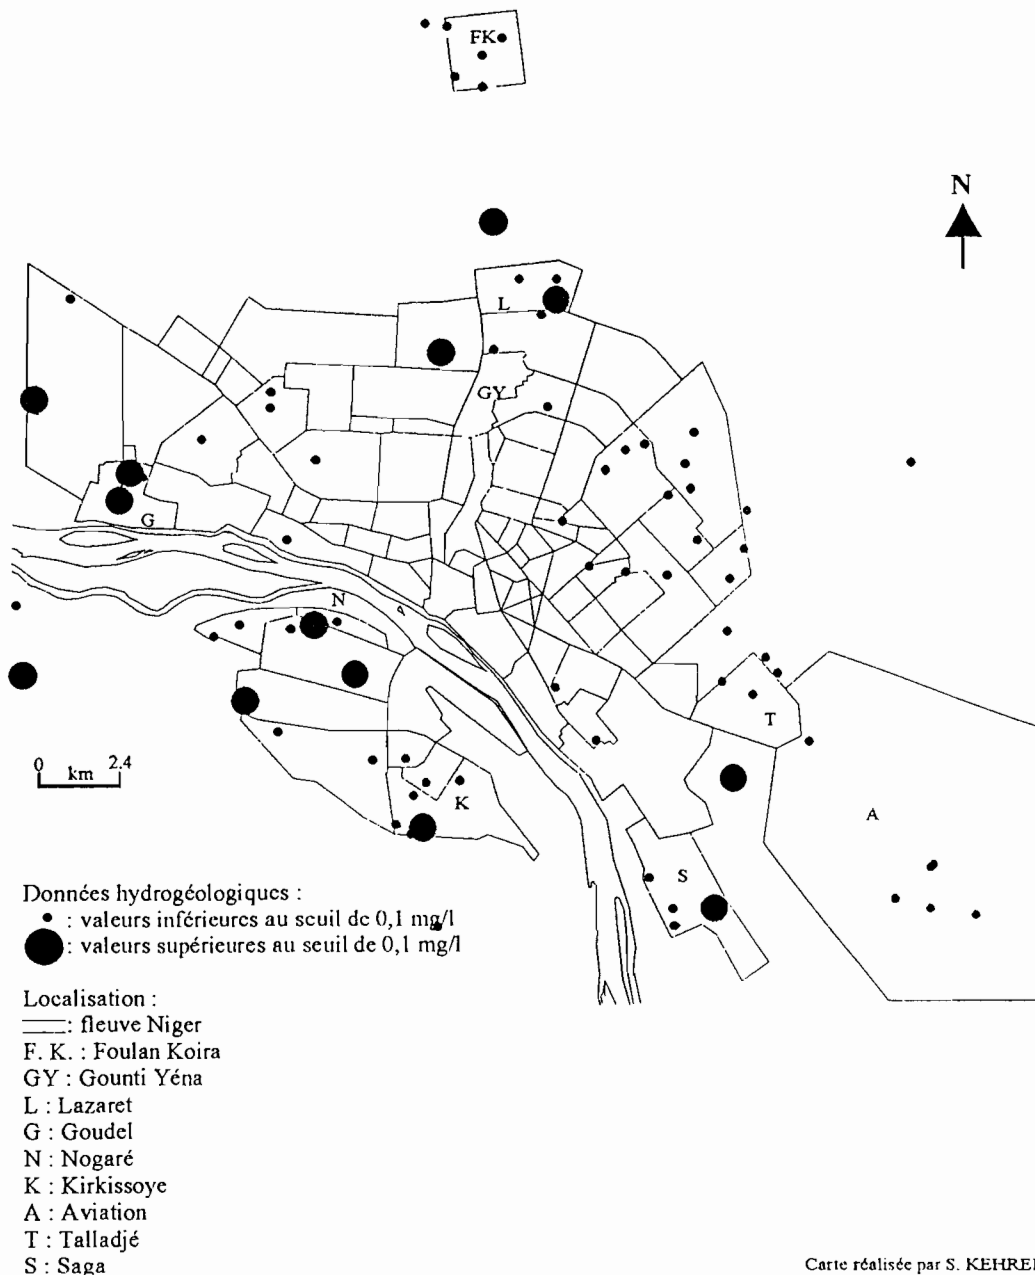 FK
N
L
GY
G
N
T
0 km 2.4
K
A
S
Données hydrogéologiques :
: valeurs inférieures au seuil de 0,1 mg/l
: valeurs supérieures au seuil de 0,1 mg/l
Localisation :
: fleuve Niger
F. K. : Foulan Koira
GY : Gounti Yéna
L : Lazaret
G : Goudel
N : Nogaré
K : Kirkissoye
A : Aviation
T : Talladjé
S : Saga
Carte réalisée par S. KEHRE